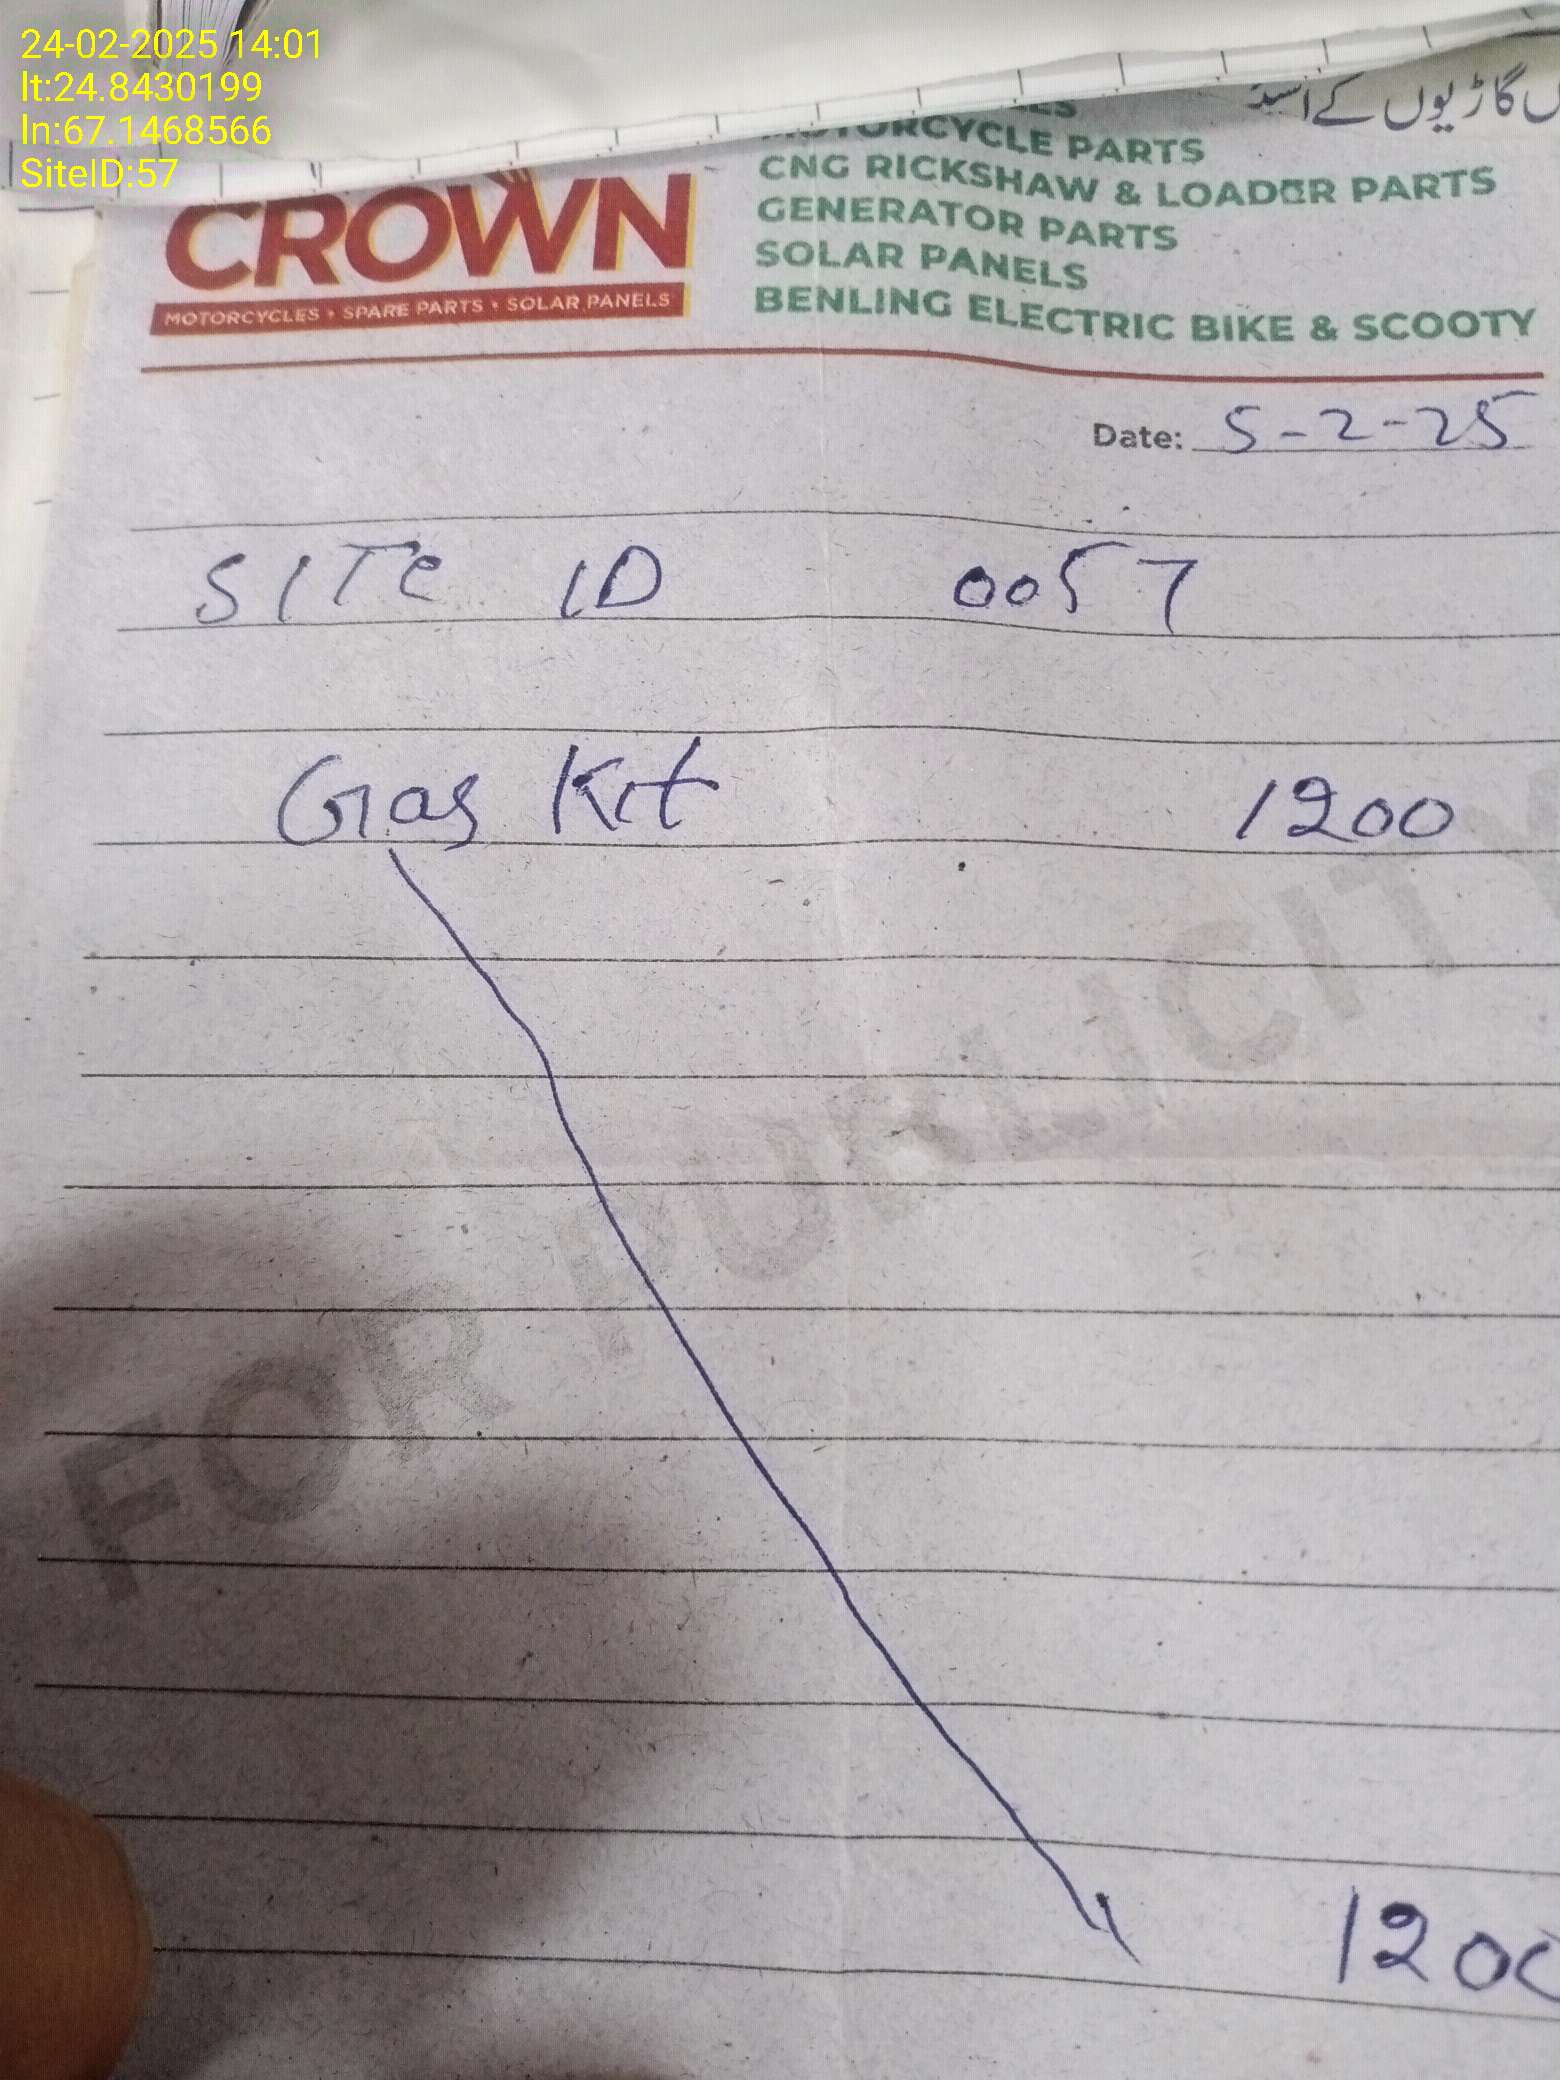 24-02-2025 14:01
lt:24.8430199
ln:67.1468566
SiteID:57
گاڑیوں کے
MOTORCYCLE PARTS
CNG RICKSHAW & LOADER PARTS
GENERATOR PARTS
SOLAR PANELS
BENLING ELECTRIC BIKE & SCOOTY
CROWN
MOTORCYCLES • SPARE PARTS • SOLAR PANELS
Date: 5-2-25
SITe ID 0057
Gas Kit 1200
FOR PUBLICITY
1200